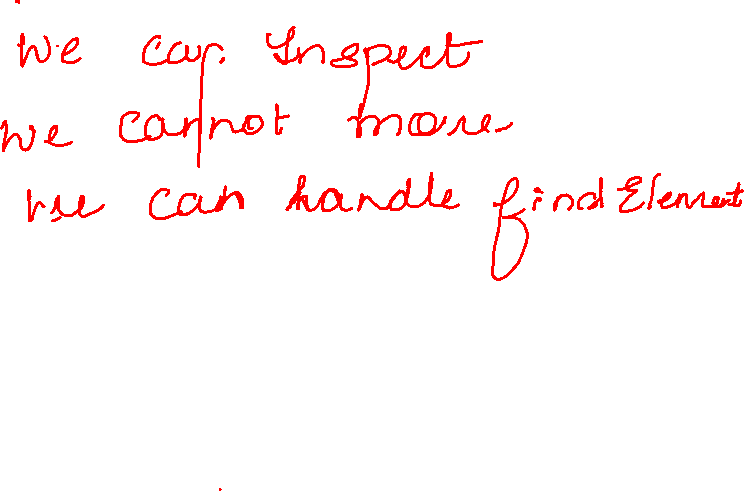 We can Inspect
We cannot move
We can handle findElement